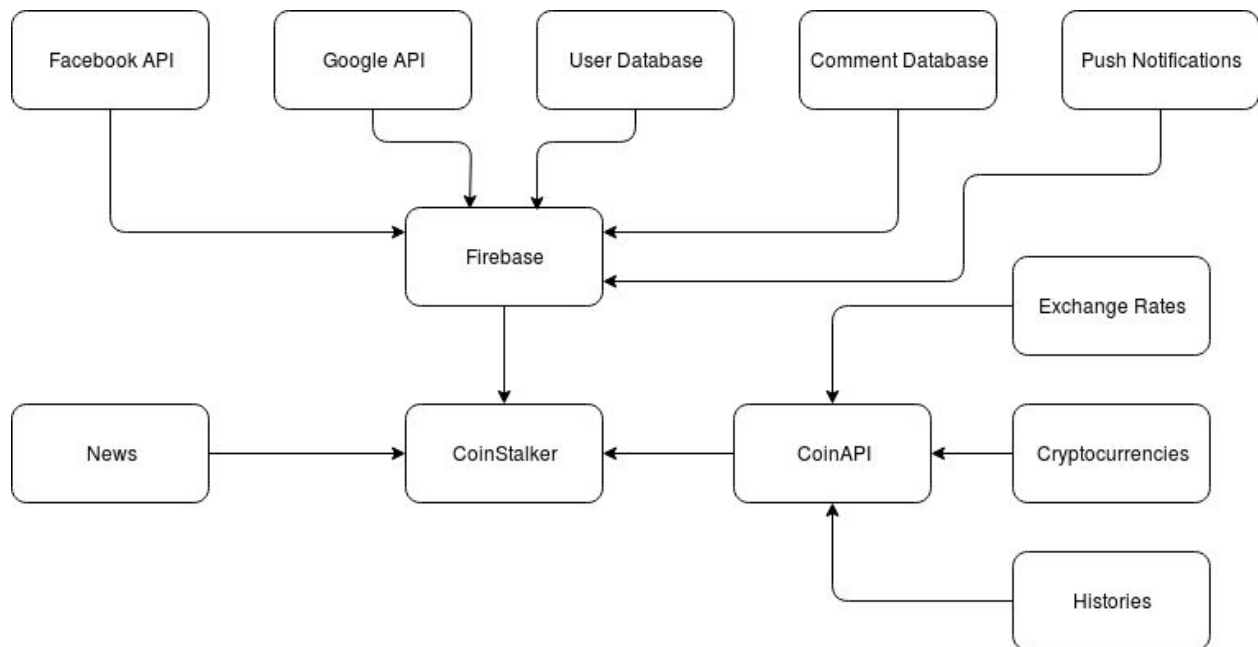 Facebook API
Google API
User Database
Comment Database
Push Notifications
Firebase
Exchange Rates
News
CoinStalker
CoinAPI
Cryptocurrencies
Histories